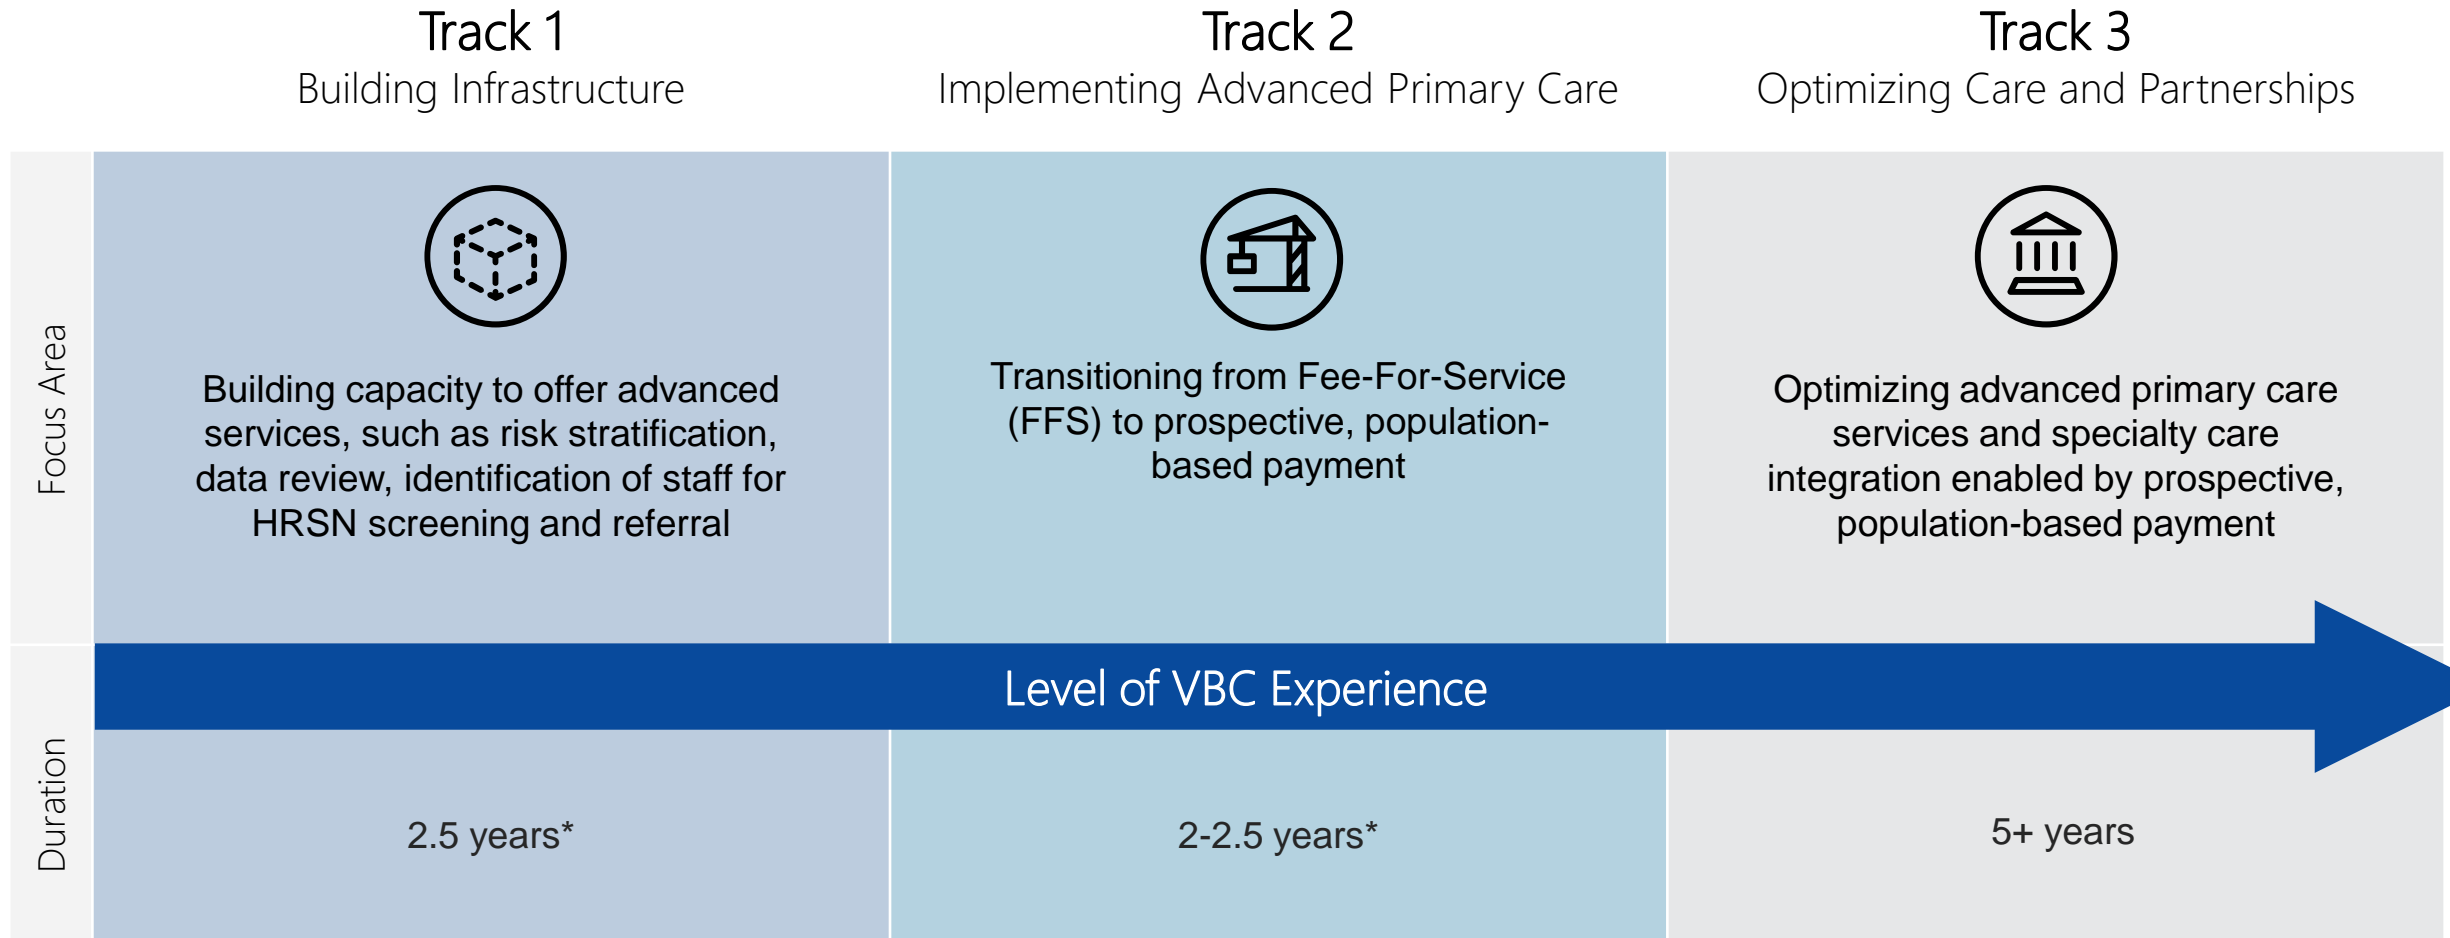 Track 1
Building Infrastructure
Track 2
Implementing Advanced Primary Care
Track 3
Optimizing Care and Partnerships
Focus Area
Building capacity to offer advanced
services, such as risk stratification,
data review, identification of staff for
HRSN screening and referral
Transitioning from Fee-For-Service
(FFS) to prospective, population-
based payment
Optimizing advanced primary care
services and specialty care
integration enabled by prospective,
population-based payment
Level of VBC Experience
Duration
2.5 years*
2-2.5 years*
5+ years